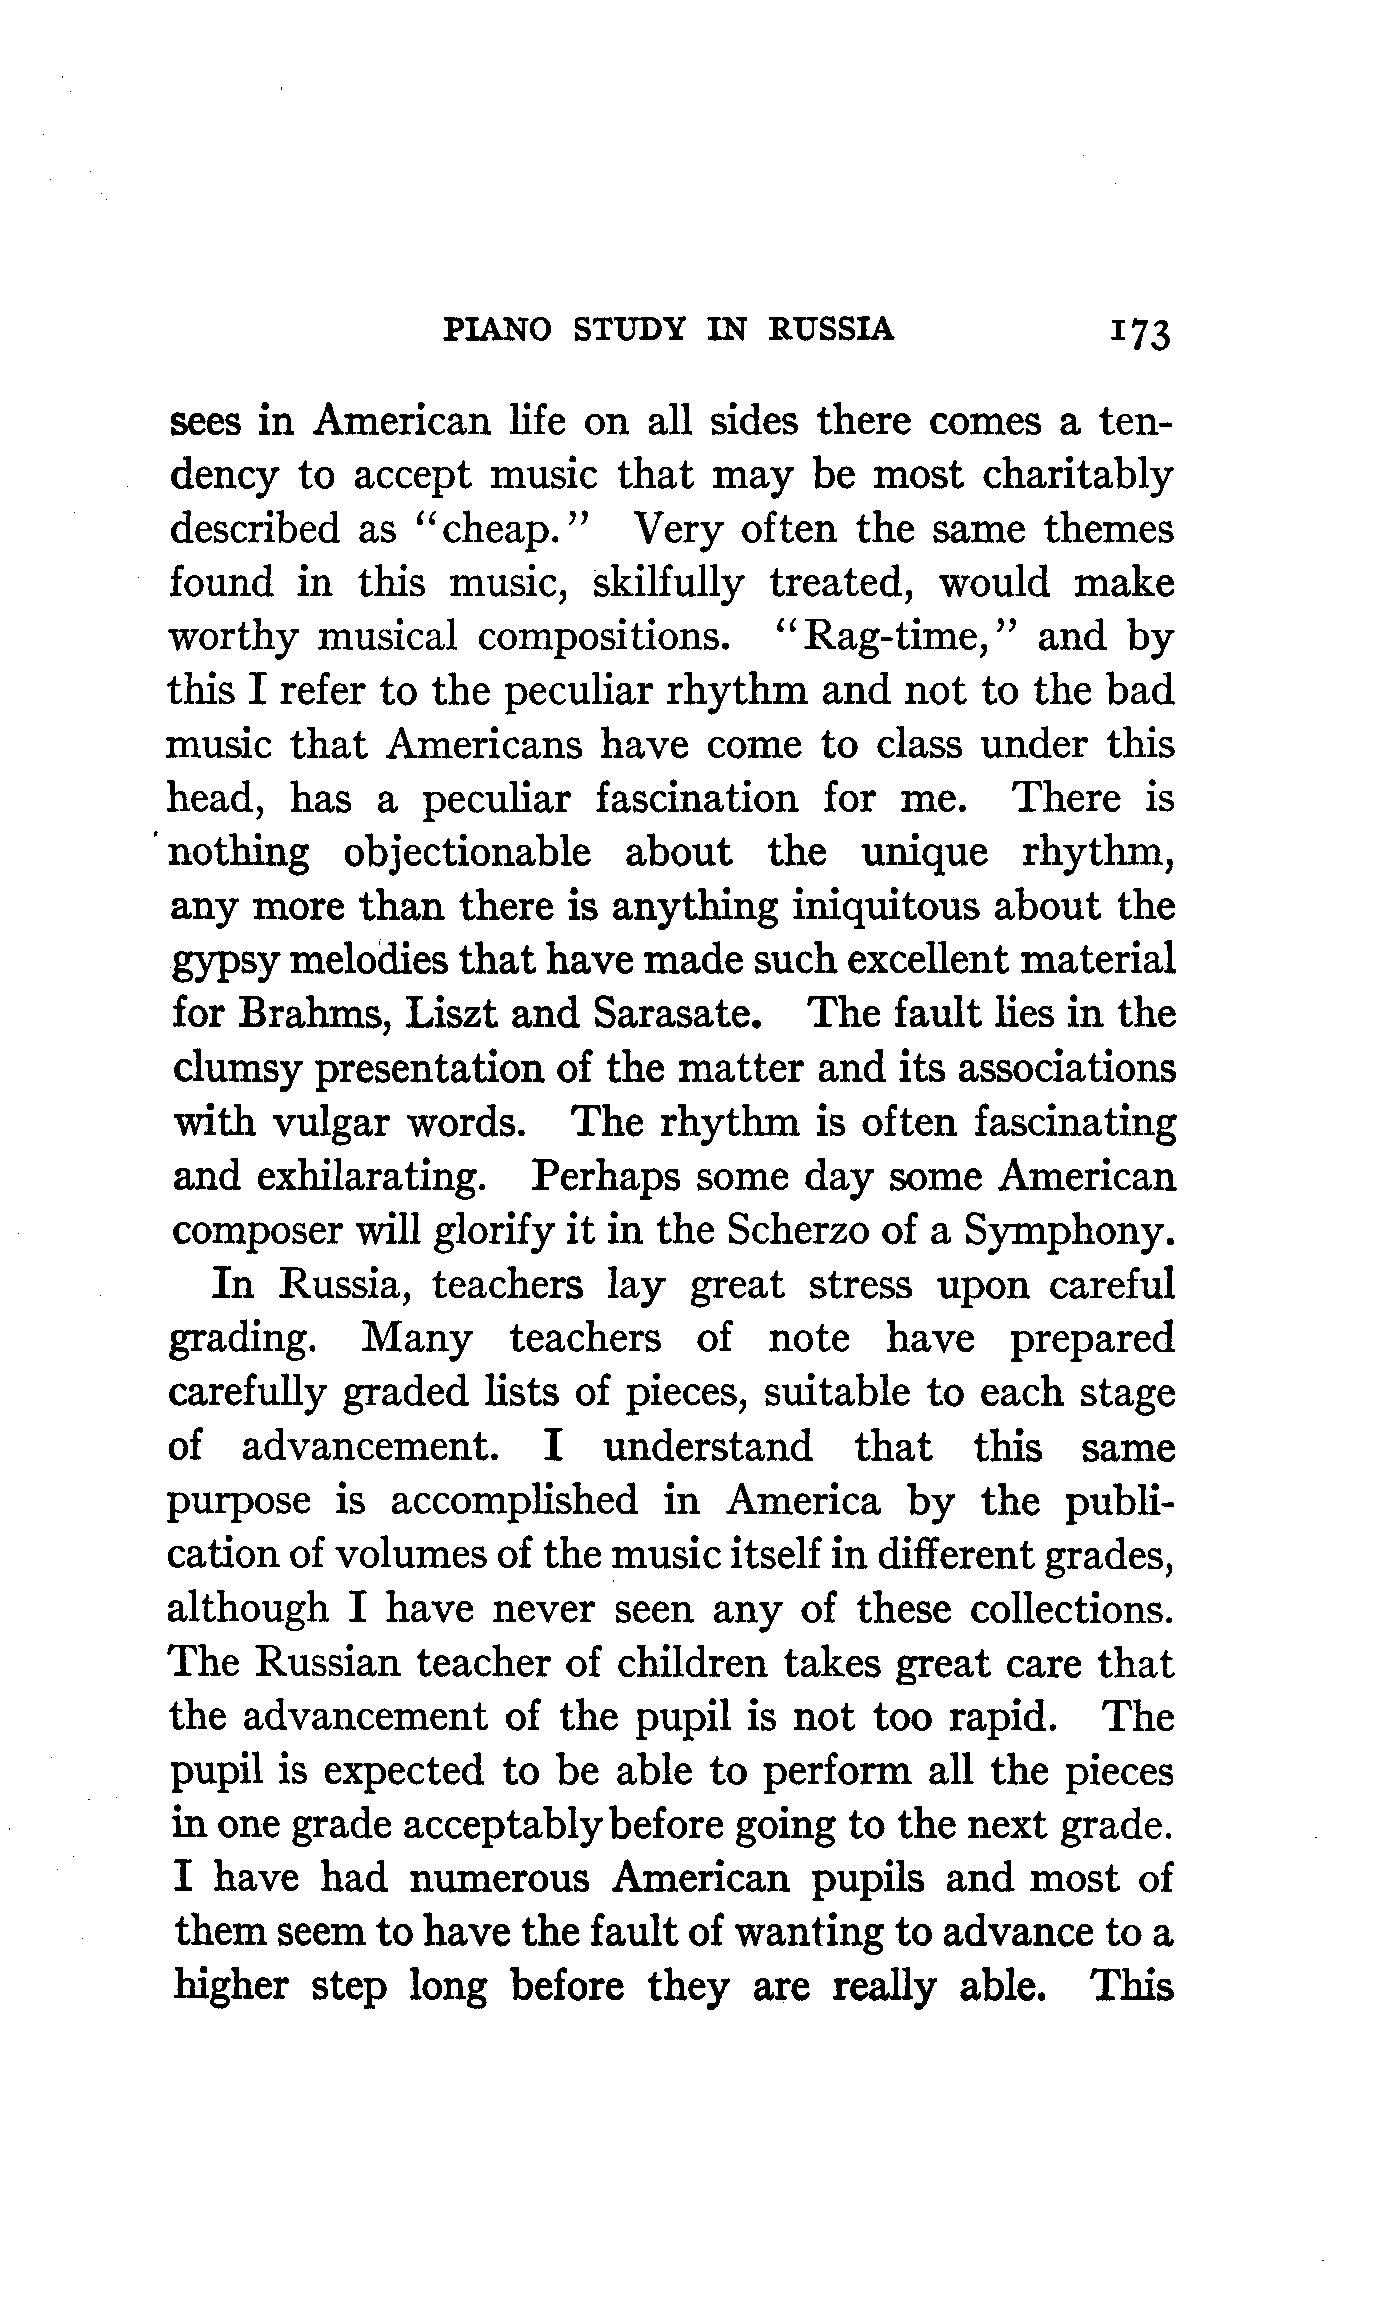 PIANO STUDY IN RUSSIA 173
sees in American life on all sides there comes a ten-
dency to accept music that may be most charitably
described as "cheap." Very often the same themes
found in this music, skilfully treated, would make
worthy musical compositions. "Rag-time," and by
this I refer to the peculiar rhythm and not to the bad
music that Americans have come to class under this
head, has a peculiar fascination for me. There is
nothing objectionable about the unique rhythm,
any more than there is anything iniquitous about the
gypsy melodies that have made such excellent material
for Brahms, Liszt and Sarasate. The fault lies in the
clumsy presentation of the matter and its associations
with vulgar words. The rhythm is often fascinating
and exhilarating. Perhaps some day some American
composer will glorify it in the Scherzo of a Symphony.
In Russia, teachers lay great stress upon careful
grading. Many teachers of note have prepared
carefully graded lists of pieces, suitable to each stage
of advancement. I understand that this same
purpose is accomplished in America by the publi-
cation of volumes of the music itself in different grades,
although I have never seen any of these collections.
The Russian teacher of children takes great care that
the advancement of the pupil is not too rapid. The
pupil is expected to be able to perform all the pieces
in one grade acceptably before going to the next grade.
I have had numerous American pupils and most of
them seem to have the fault of wanting to advance to a
higher step long before they are really able. This